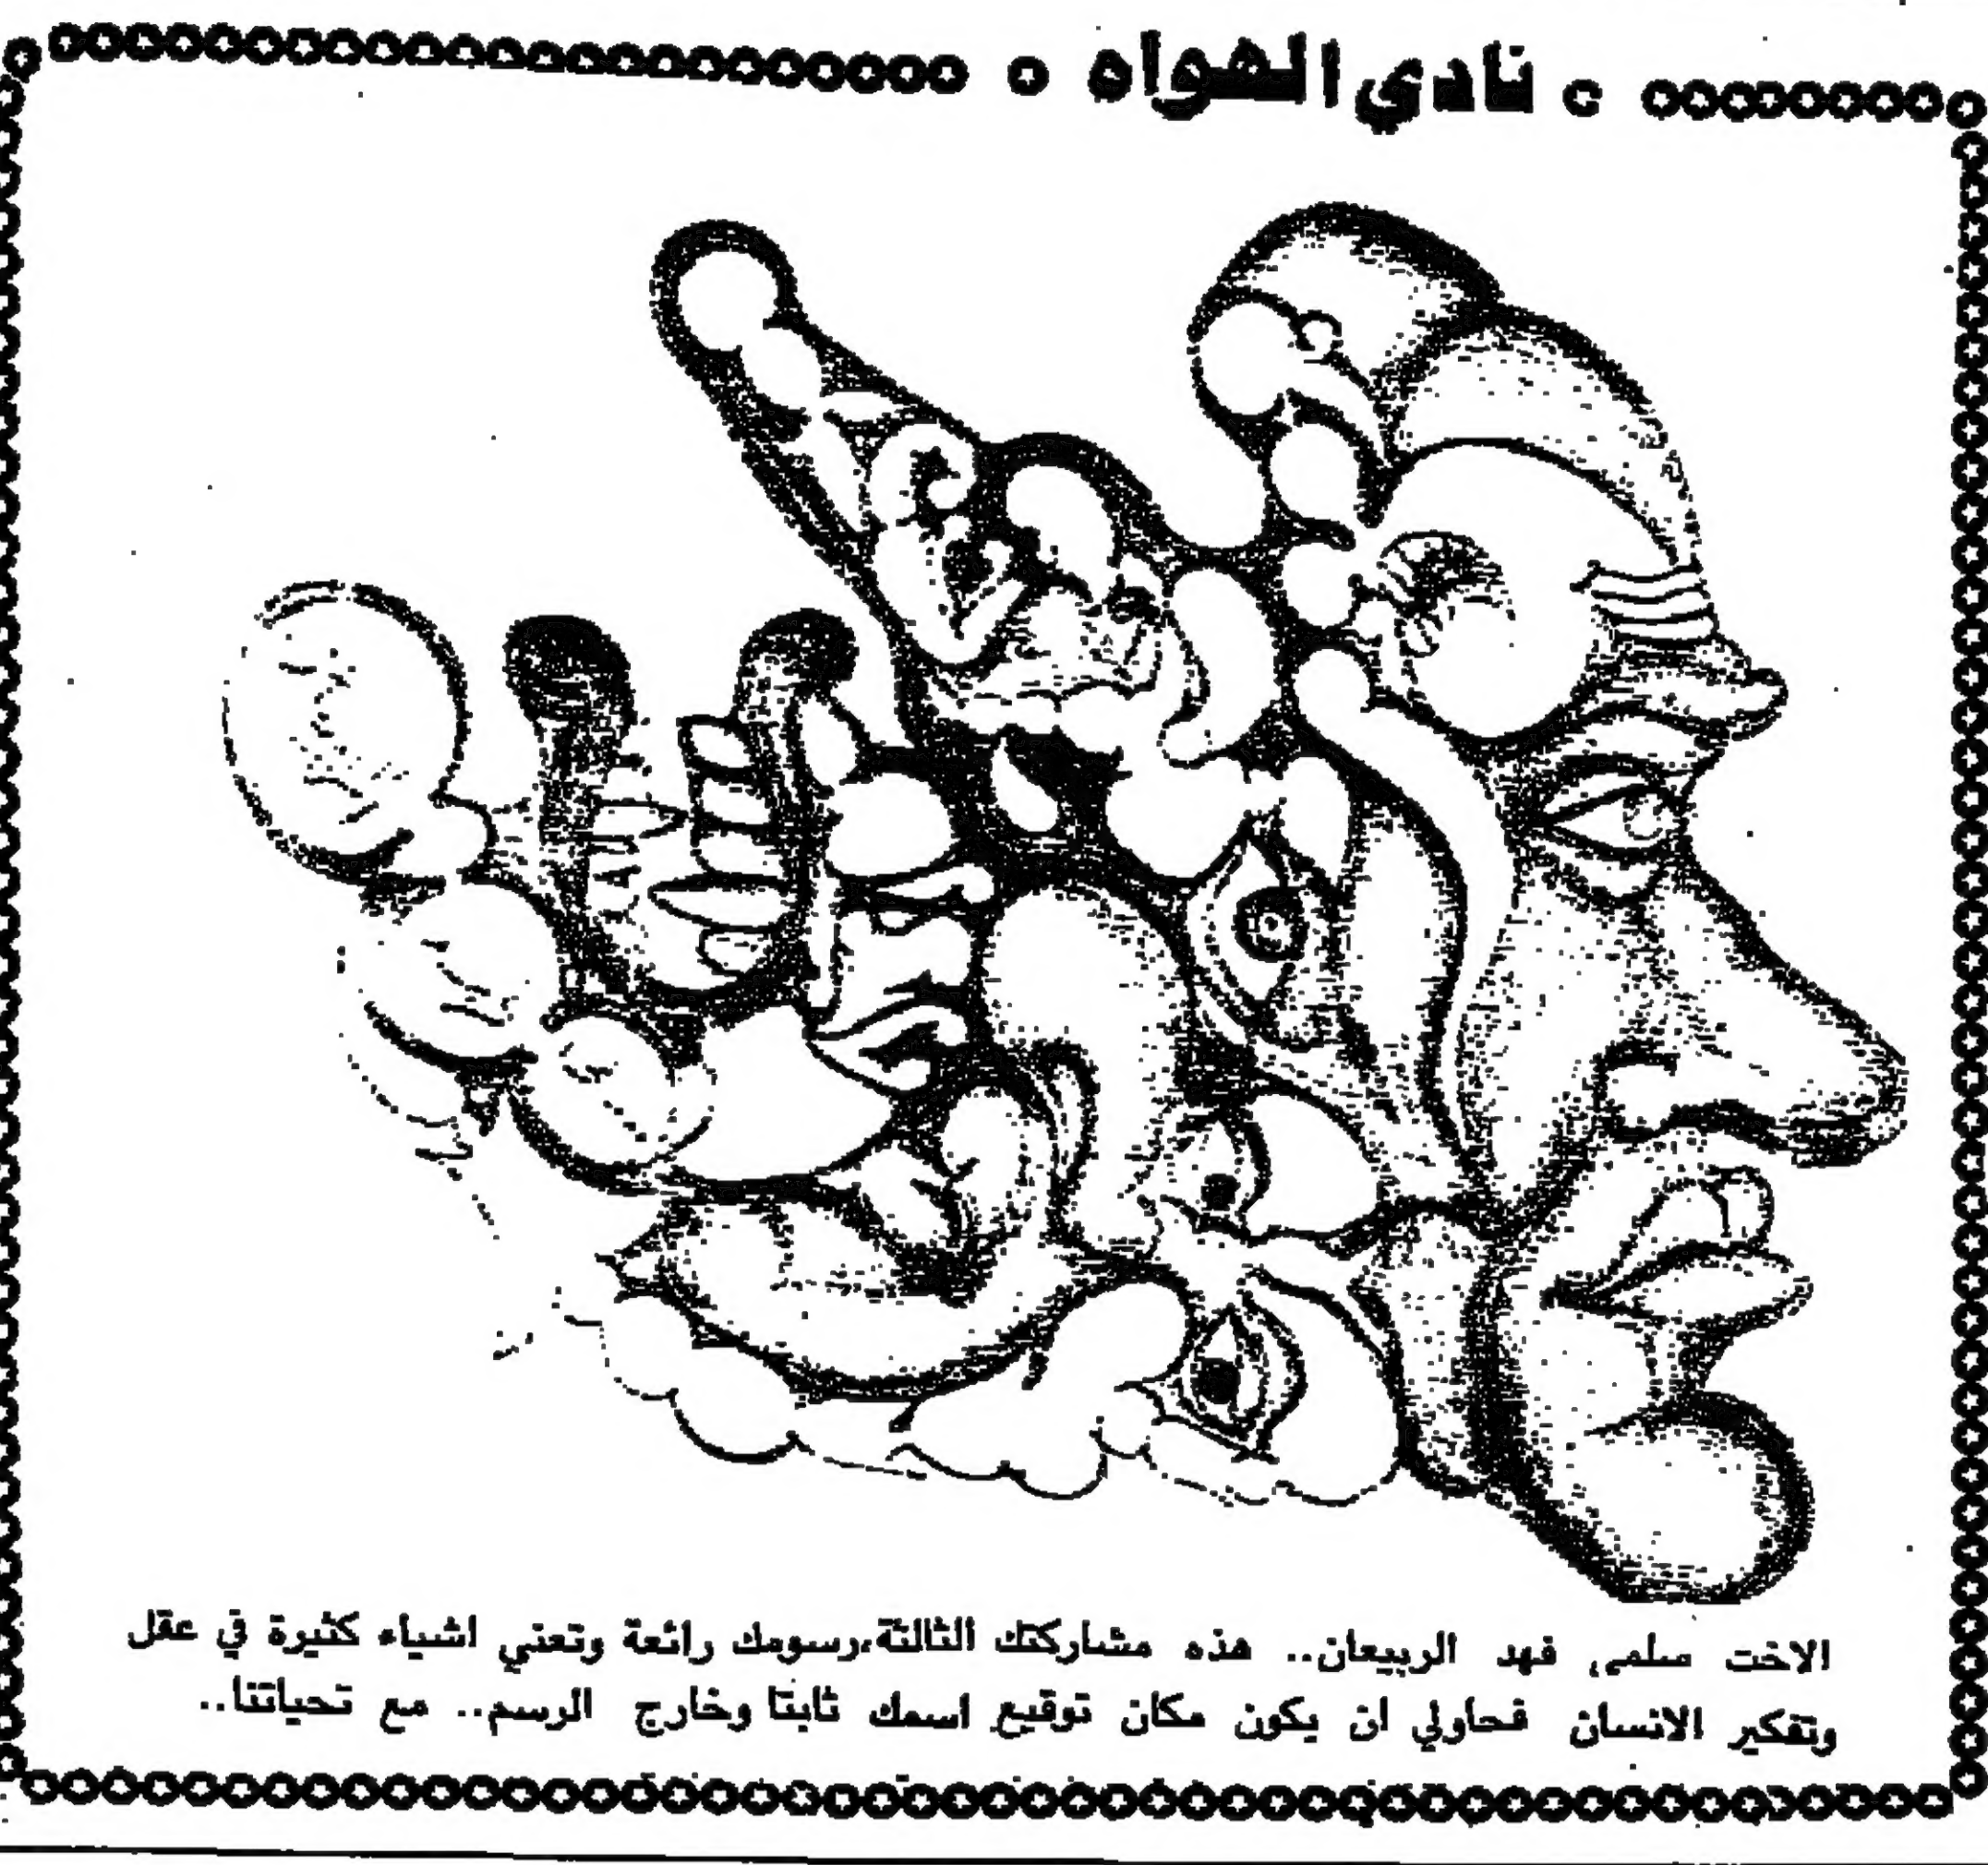 نادي الهواه
الاخت سلمى فهد الربيعان.. هذه مشاركتك الثالثة،رسومك رائعة وتعني اشياء كثيرة في عقل
وتفكير الانسان فحاولي ان يكون مكان توقيع اسمك ثابتا وخارج الرسم.. مع تحياتنا..